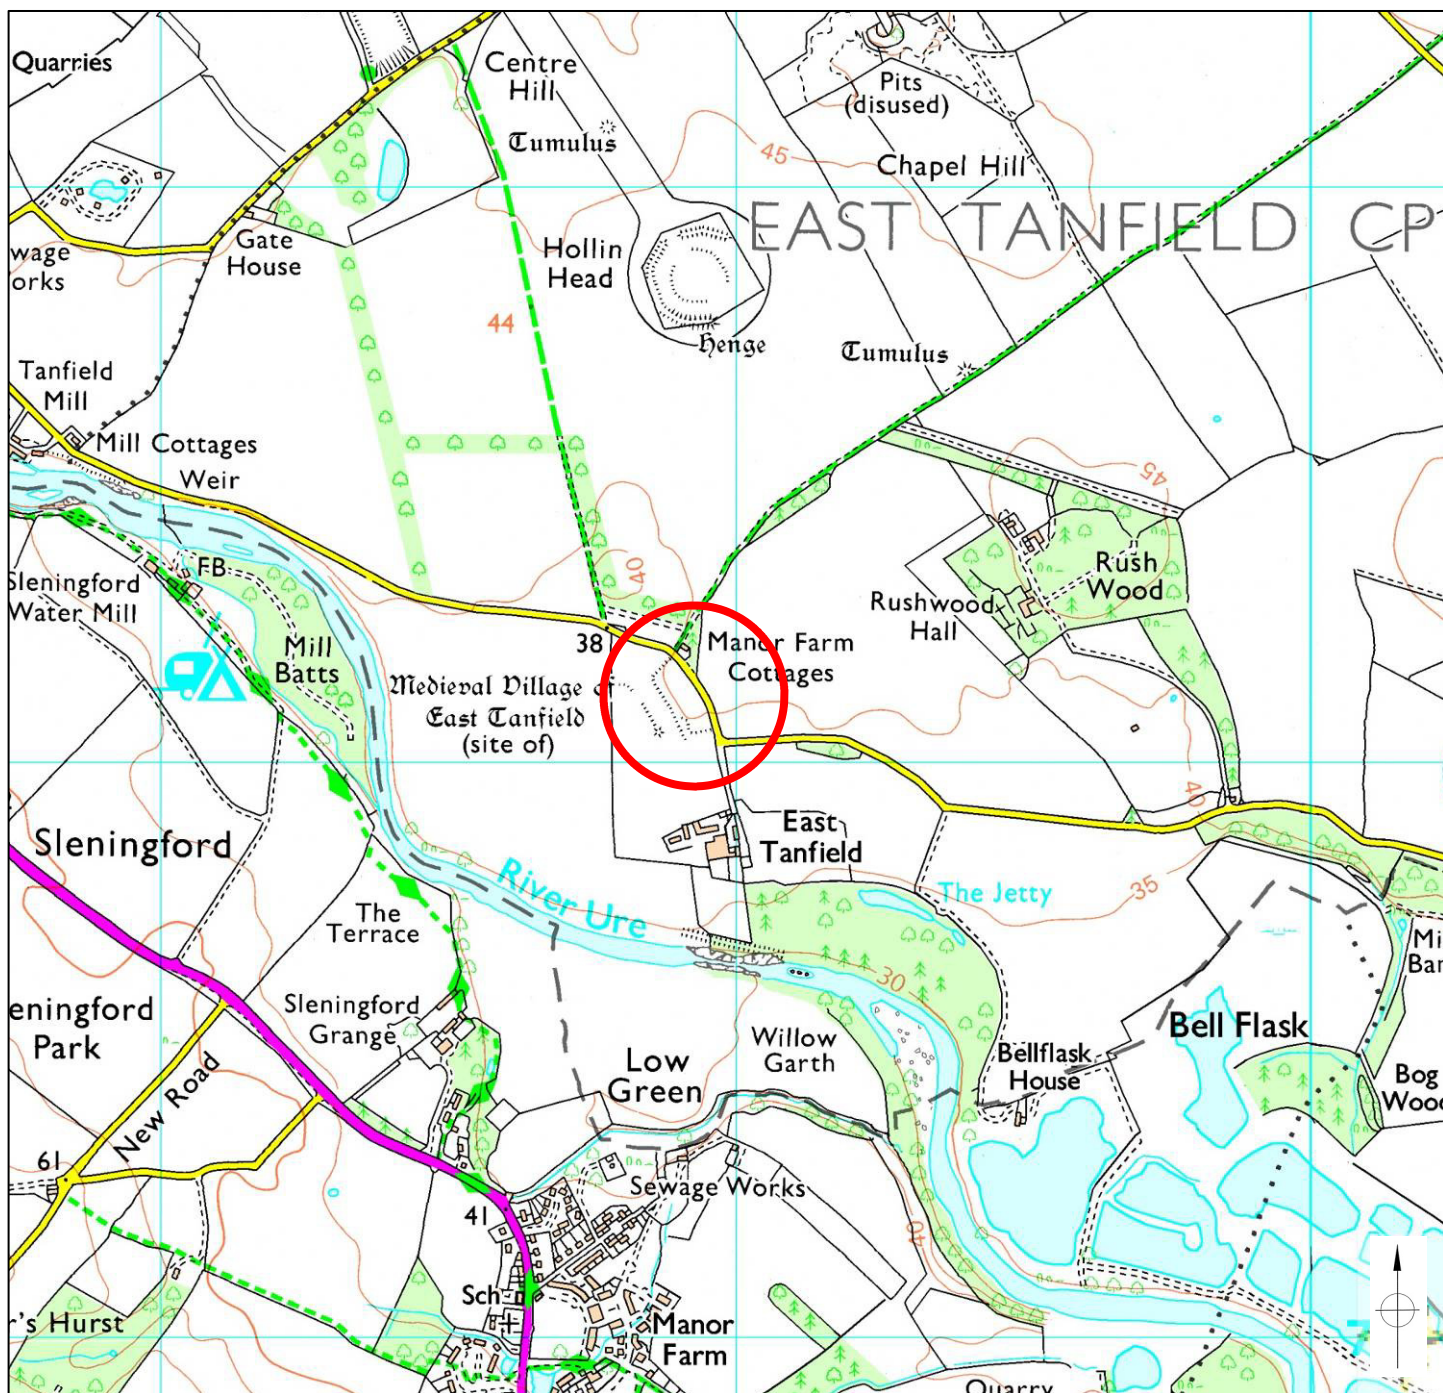 Quarries
Centre
Hill
Pits
(disused)
Tumulus
45
Chapel Hill
EAST TANFIELD CP
Gate
House
Hollin
Head
wage
orks
44
Henge
Tumulus
Tanfield
Mill
Mill Cottages
Weir
45
FB
Sleningford
Water Mill
40
Rush
Wood
Rushwood
Hall
Mill
Batts
38
Manor Farm
Cottages
Medieval Village of
East Tanfield
(site of)
40
Sleningford
East
Tanfield
River Ure
The Jetty
35
The
Terrace
Mi
Bar
30
Sleningford
Grange
eningford
Park
Willow
Garth
Bell Flask
Low
Green
Bellflask
House
Bog
Wood
New Road
61
Sewage Works
41
40
Sch
r's Hurst
Manor
Farm
Quarry